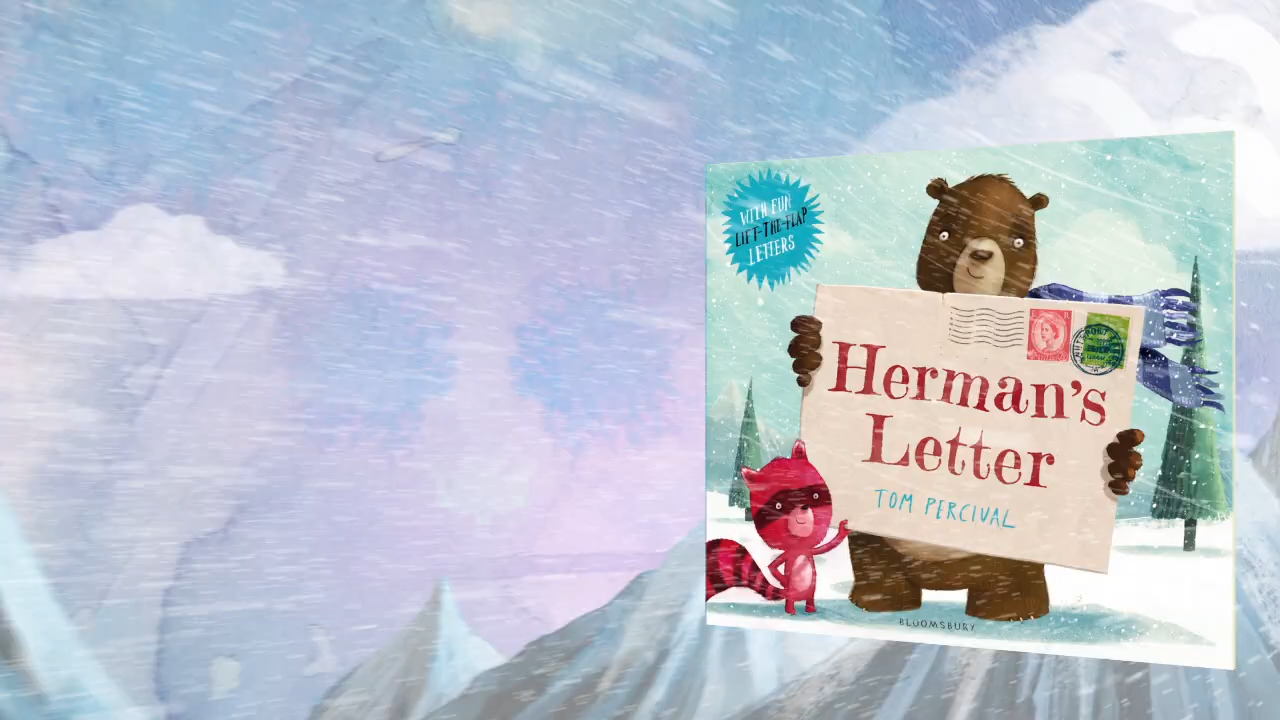 WITH FUN
LIFT-THE-FLAP
LETTERS
Herman's
Letter
TOM PERCIVAL
BLOOMSBURY